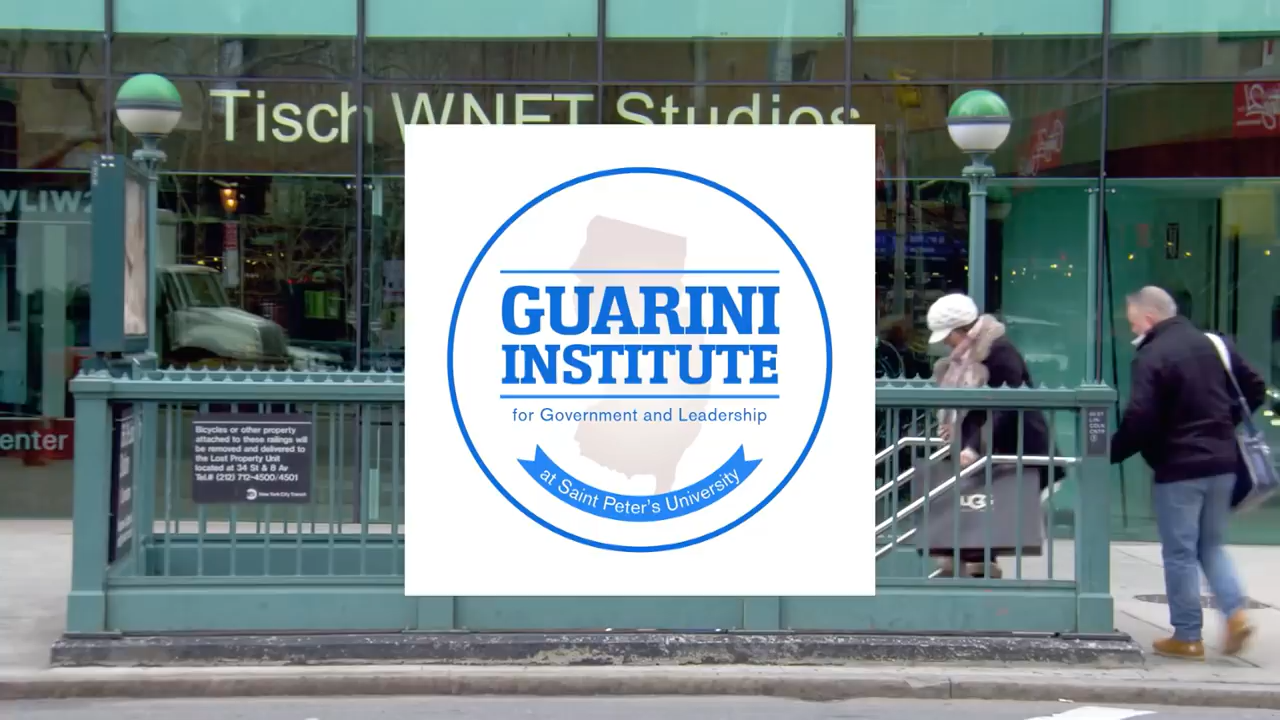 Tisch WNET Studios
GUARINI
INSTITUTE
for Government and Leadership
at Saint Peter's University
VLIW
enter
Bicycles or other property
attached to these railings will
be removed and delivered to
the Lost Property Unit
located at 34 St & 8 Av
Tel.# (212) 712-4500/4501
New York City Transit
UGG